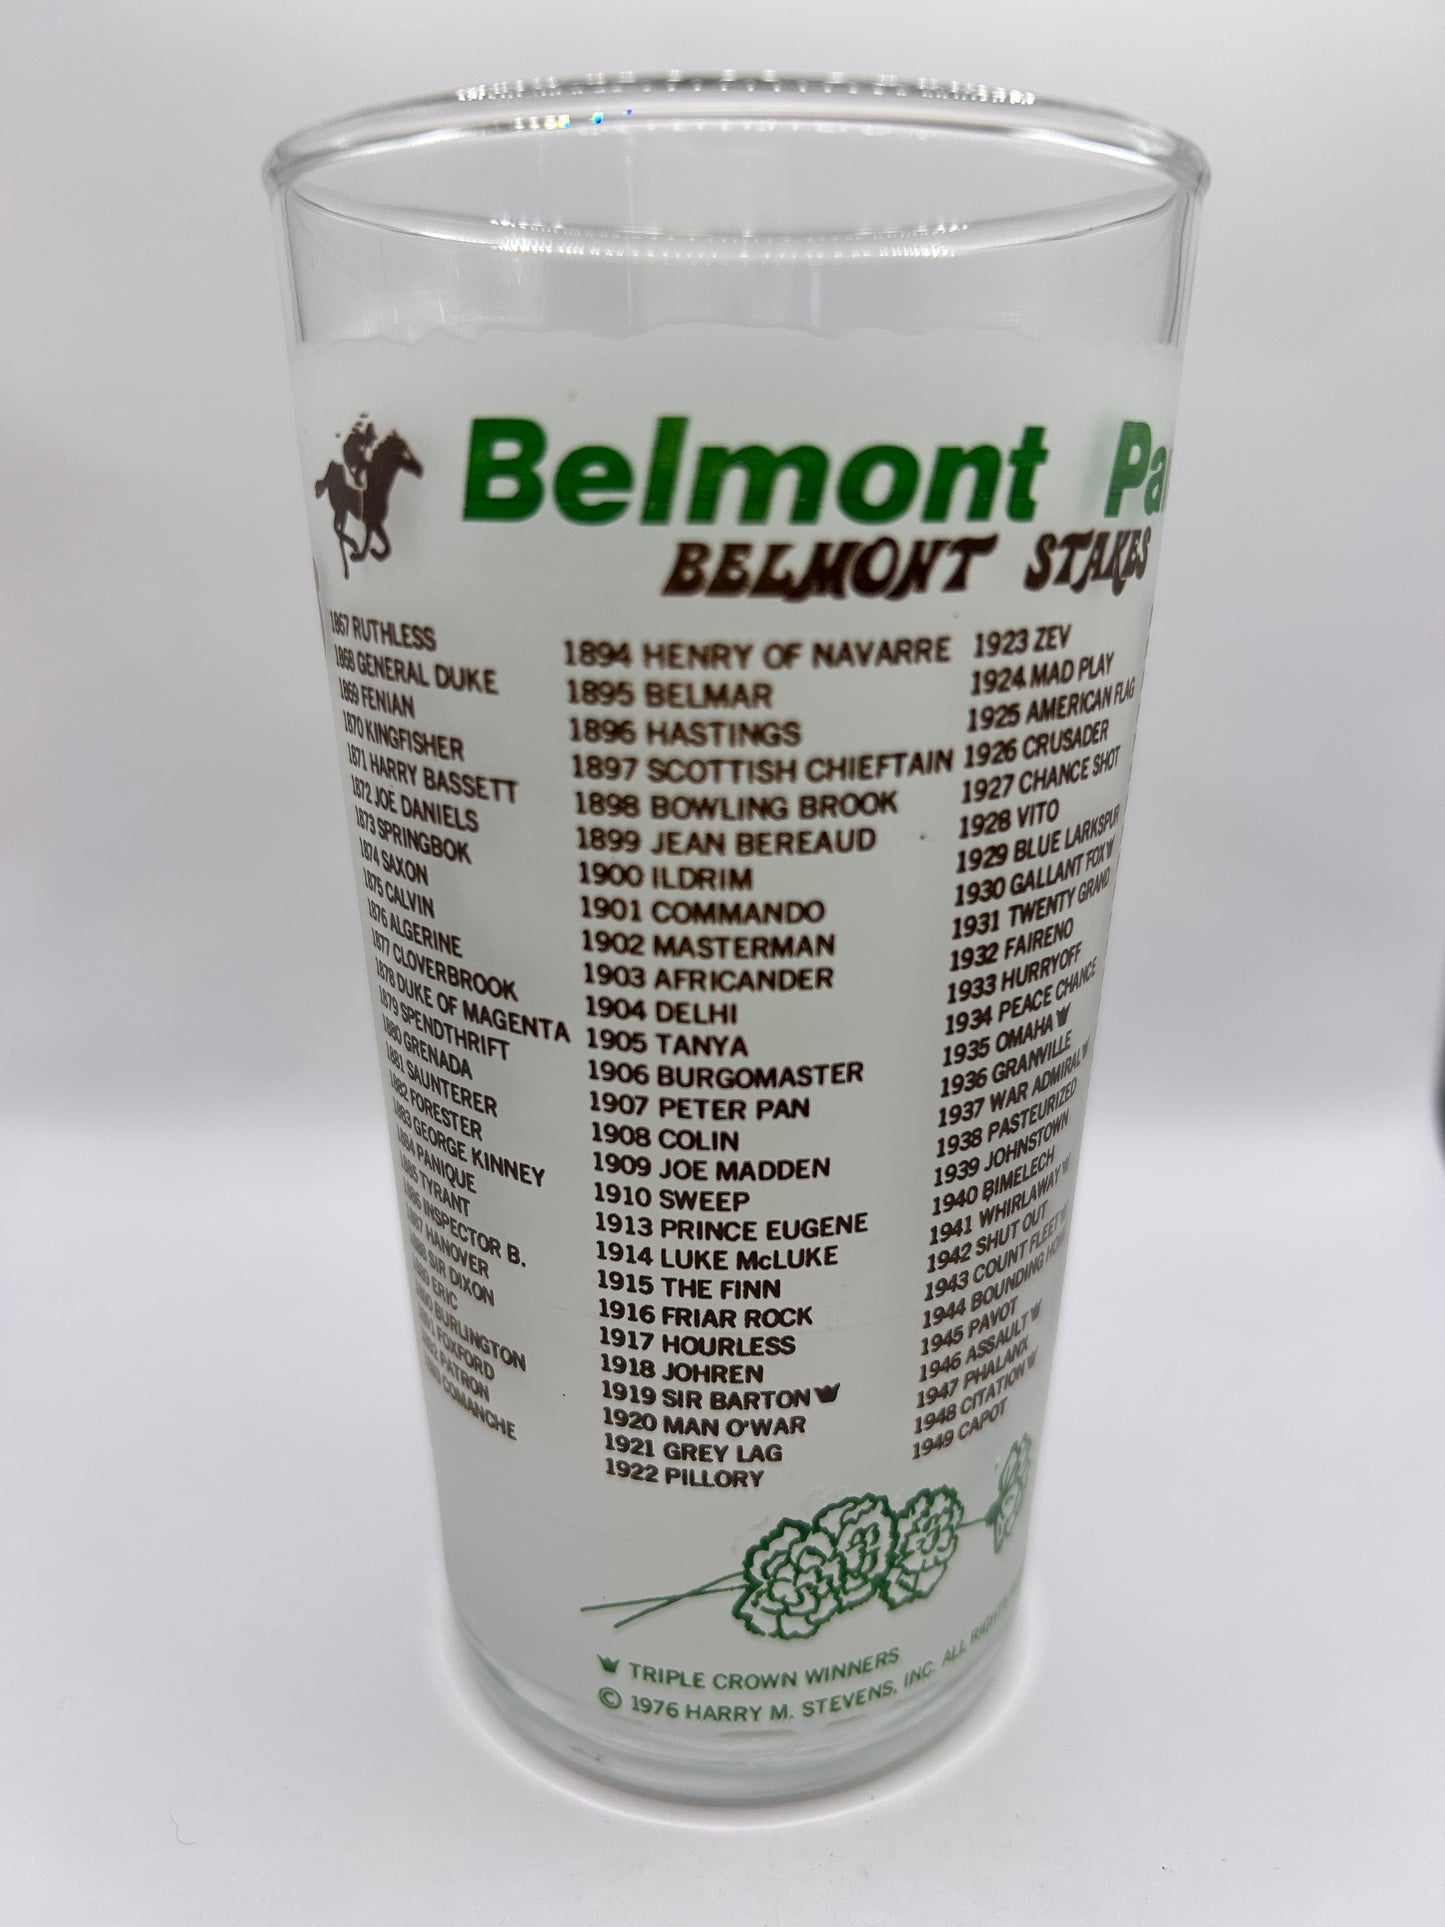 Belmont Pa
BELMONT STAKES
1867 RUTHLESS
1868 GENERAL DUKE
1869 FENIAN
1870 KINGFISHER
1871 HARRY BASSETT
1872 JOE DANIELS
1873 SPRINGBOK
1874 SAXON
1875 CALVIN
1876 ALGERINE
1877 CLOVERBROOK
1878 DUKE OF MAGENTA
1879 SPENDTHRIFT
1880 GRENADA
1881 SAUNTERER
1882 FORESTER
1883 GEORGE KINNEY
1884 PANIQUE
1885 TYRANT
1886 INSPECTOR B.
1887 HANOVER
1888 SIR DIXON
1889 ERIC
1890 BURLINGTON
1891 FOXFORD
1892 PATRON
1893 COMANCHE
1894 HENRY OF NAVARRE
1895 BELMAR
1896 HASTINGS
1897 SCOTTISH CHIEFTAIN
1898 BOWLING BROOK
1899 JEAN BEREAUD
1900 ILDRIM
1901 COMMANDO
1902 MASTERMAN
1903 AFRICANDER
1904 DELHI
1905 TANYA
1906 BURGOMASTER
1907 PETER PAN
1908 COLIN
1909 JOE MADDEN
1910 SWEEP
1913 PRINCE EUGENE
1914 LUKE McLUKE
1915 THE FINN
1916 FRIAR ROCK
1917 HOURLESS
1918 JOHREN
1919 SIR BARTON
1920 MAN O'WAR
1921 GREY LAG
1922 PILLORY
1923 ZEV
1924 MAD PLAY
1925 AMERICAN FLAG
1926 CRUSADER
1927 CHANCE SHOT
1928 VITO
1929 BLUE LARKSPUR
1930 GALLANT FOX
1931 TWENTY GRAND
1932 FAIRENO
1933 HURRYOFF
1934 PEACE CHANCE
1935 OMAHA
1936 GRANVILLE
1937 WAR ADMIRAL
1938 PASTEURIZED
1939 JOHNSTOWN
1940 BIMELECH
1941 WHIRLAWAY
1942 SHUT OUT
1943 COUNT FLEET
1944 BOUNDING HOME
1945 PAVOT
1946 ASSAULT
1947 PHALANX
1948 CITATION
1949 CAPOT
TRIPLE CROWN WINNERS
© 1976 HARRY M. STEVENS, INC. ALL RIGHTS